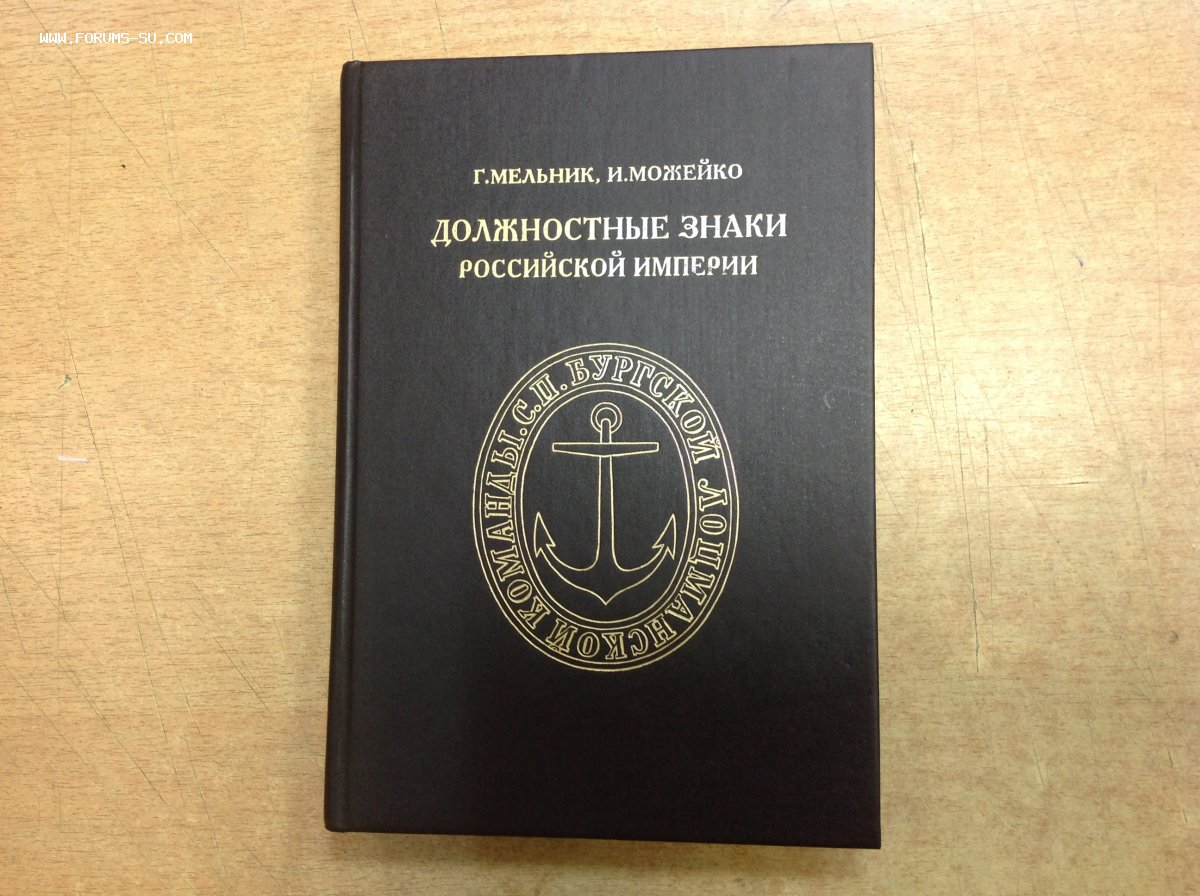 WWW.FORUMS-SU.COM
Г.МЕЛЬНИК, И.МОЖЕЙКО
ДОЛЖНОСТНЫЕ ЗНАКИ
РОССИЙСКОЙ ИМПЕРИИ
С.П.БУРГСКОЙ ЛОЦМАНСКОЙ КОМАНДЫ.